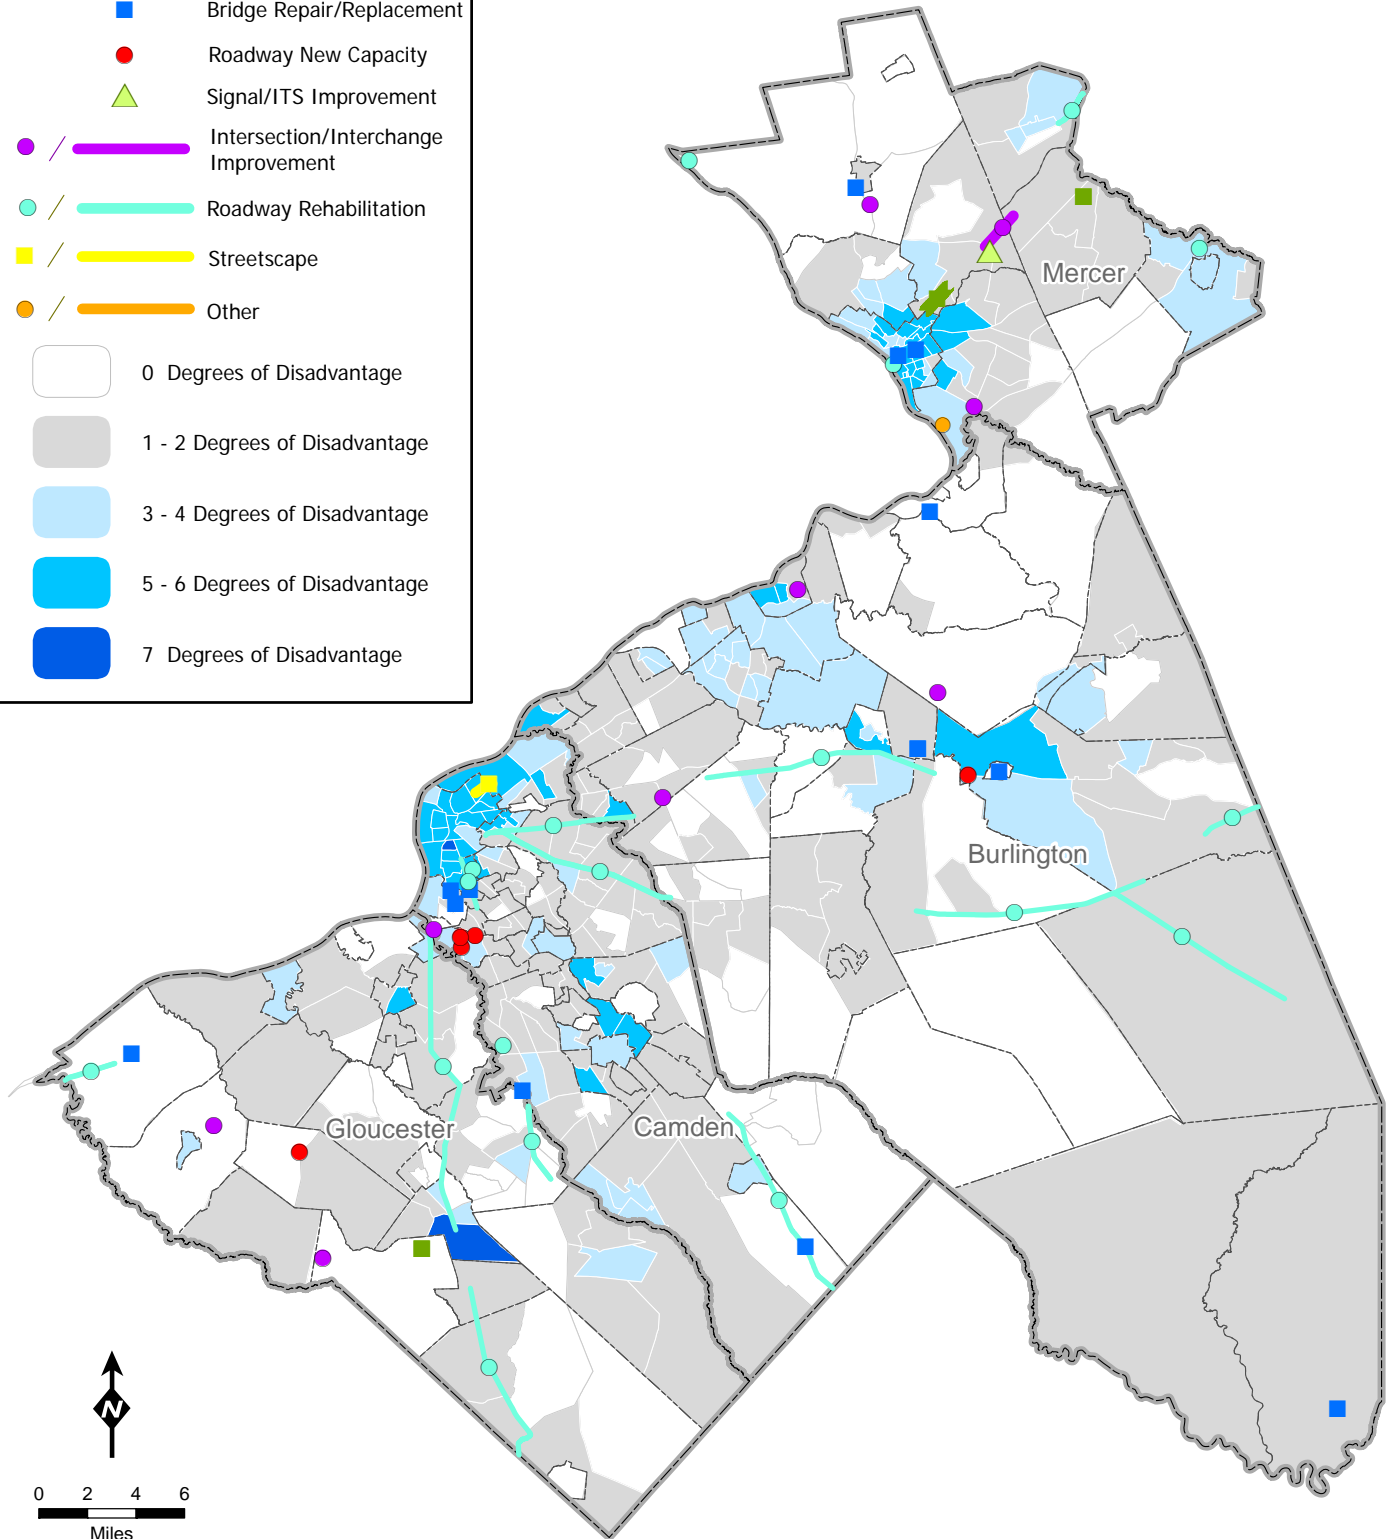 Bridge Repair/Replacement
Roadway New Capacity
Signal/ITS Improvement
Intersection/Interchange
Improvement
Roadway Rehabilitation
Streetscape
Other
0 Degrees of Disadvantage
1 - 2 Degrees of Disadvantage
3 - 4 Degrees of Disadvantage
5 - 6 Degrees of Disadvantage
7 Degrees of Disadvantage
Mercer
Burlington
Camden
Gloucester
N
0 2 4 6
Miles